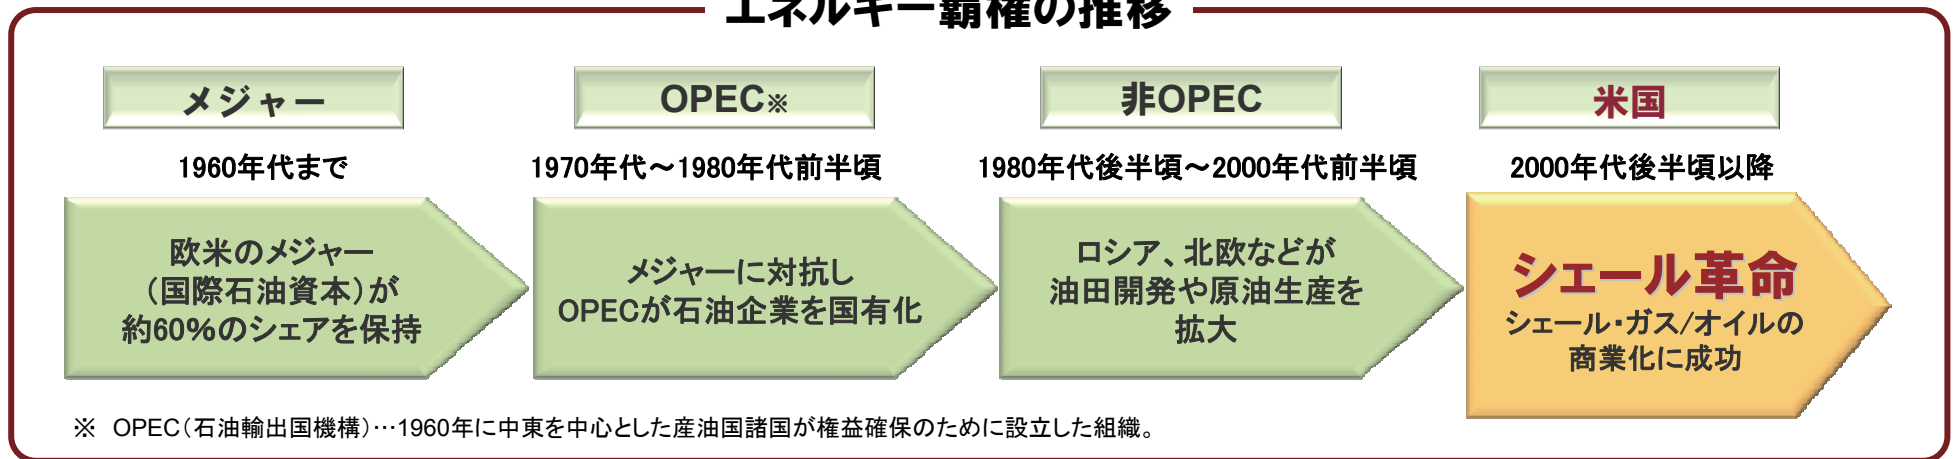 エネルギー覇権の推移
メジャー
OPEC※
非OPEC
米国
1960年代まで
1970年代～1980年代前半頃
1980年代後半頃～2000年代前半頃
2000年代後半頃以降
欧米のメジャー
（国際石油資本）が
約60％のシェアを保持
メジャーに対抗し
OPECが石油企業を国有化
ロシア、北欧などが
油田開発や原油生産を
拡大
シェール革命
シェール・ガス/オイルの
商業化に成功
※ OPEC（石油輸出国機構）…1960年に中東を中心とした産油国諸国が権益確保のために設立した組織。